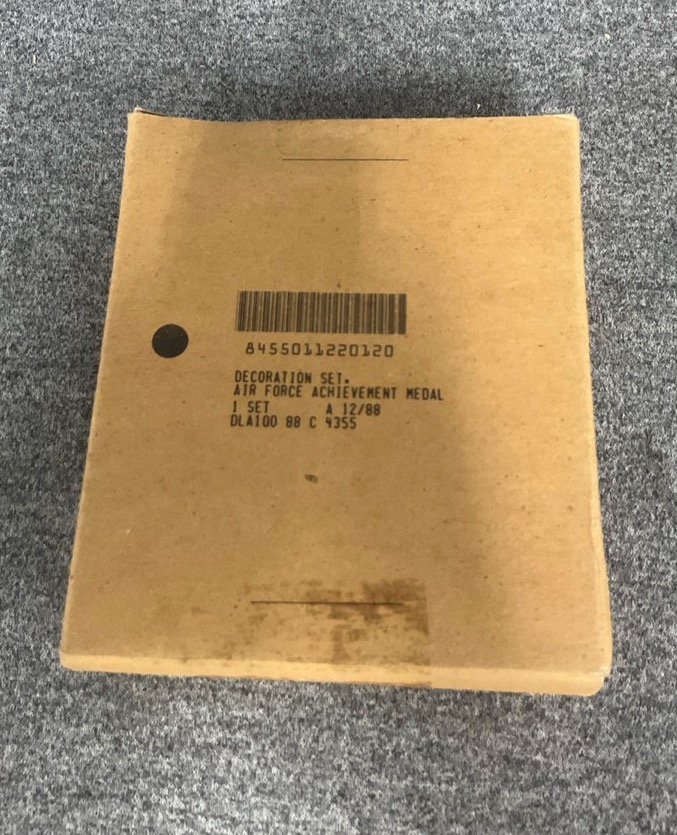 8455011220120
DECORATION SET.
AIR FORCE ACHIEVEMENT MEDAL
1 SET A 12/88
DLA100 88 C 4355